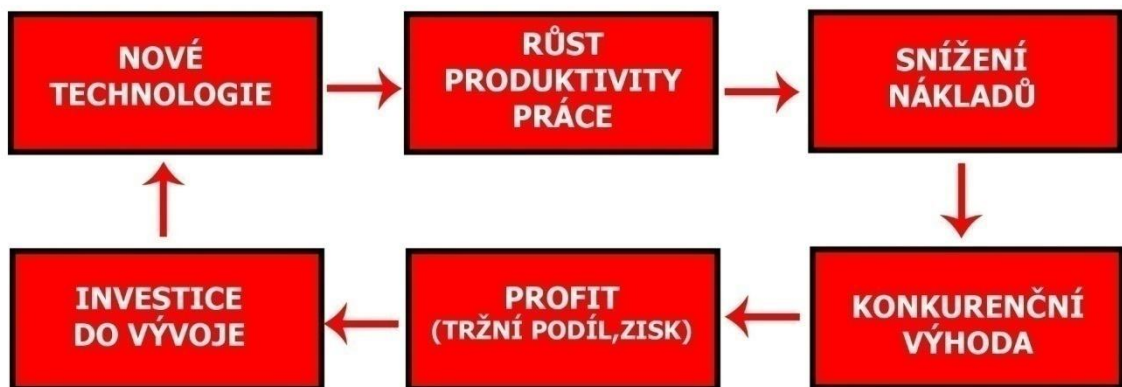 NOVÉ
TECHNOLOGIE
RŮST
PRODUKTIVITY
PRÁCE
SNÍŽENÍ
NÁKLADŮ
KONKURENČNÍ
VÝHODA
PROFIT
(TRŽNÍ PODÍL,ZISK)
INVESTICE
DO VÝVOJE